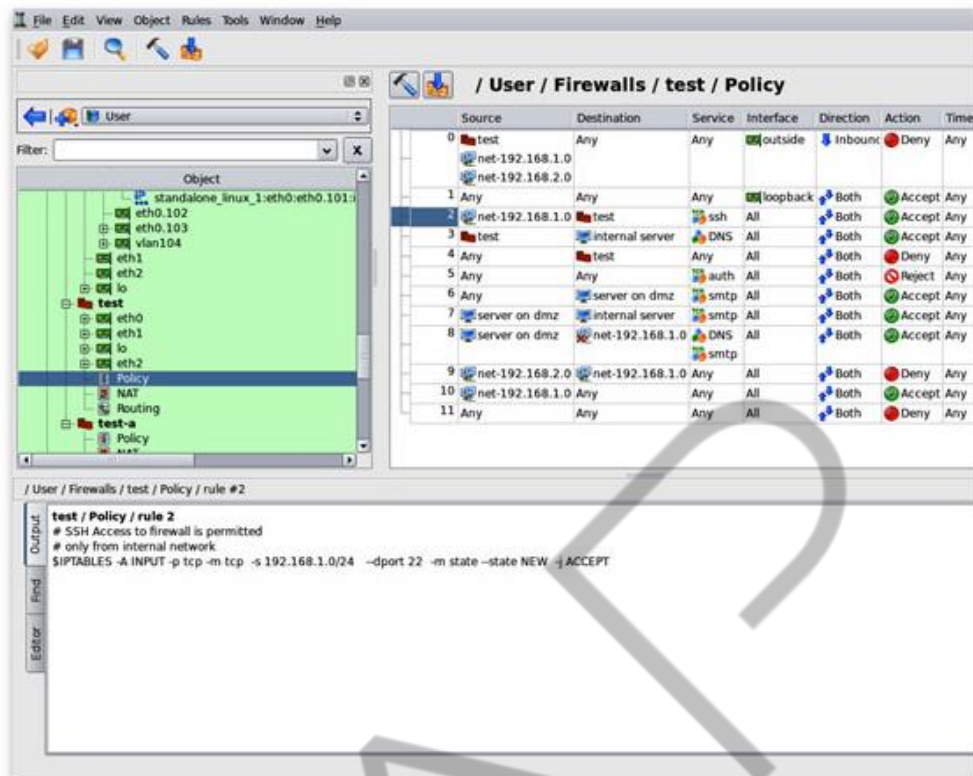 File Edit View Object Rules Tools Window Help
/ User / Firewalls / test / Policy
User
Filter:
X
Object
standalone_linux_1:eth0:eth0.101:i
eth0.102
eth0.103
vlan104
eth1
eth2
lo
test
eth0
eth1
lo
eth2
Policy
NAT
Routing
test-a
Policy
NAT
Source Destination Service Interface Direction Action Time
0 test Any Any outside Inbound Deny Any
net-192.168.1.0
net-192.168.2.0
1 Any Any Any loopback Both Accept Any
2 net-192.168.1.0 test ssh All Both Accept Any
3 test internal server DNS All Both Accept Any
4 Any test Any All Both Deny Any
5 Any Any auth All Both Reject Any
6 Any server on dmz smtp All Both Accept Any
7 server on dmz internal server smtp All Both Accept Any
8 server on dmz net-192.168.1.0 DNS All Both Accept Any
smtp
9 net-192.168.2.0 net-192.168.1.0 Any All Both Deny Any
10 net-192.168.1.0 Any Any All Both Accept Any
11 Any Any Any All Both Deny Any
/ User / Firewalls / test / Policy / rule #2
Output
Find
Editor
test / Policy / rule 2
# SSH Access to firewall is permitted
# only from internal network
$IPTABLES -A INPUT -p tcp -m tcp -s 192.168.1.0/24 --dport 22 -m state --state NEW -j ACCEPT